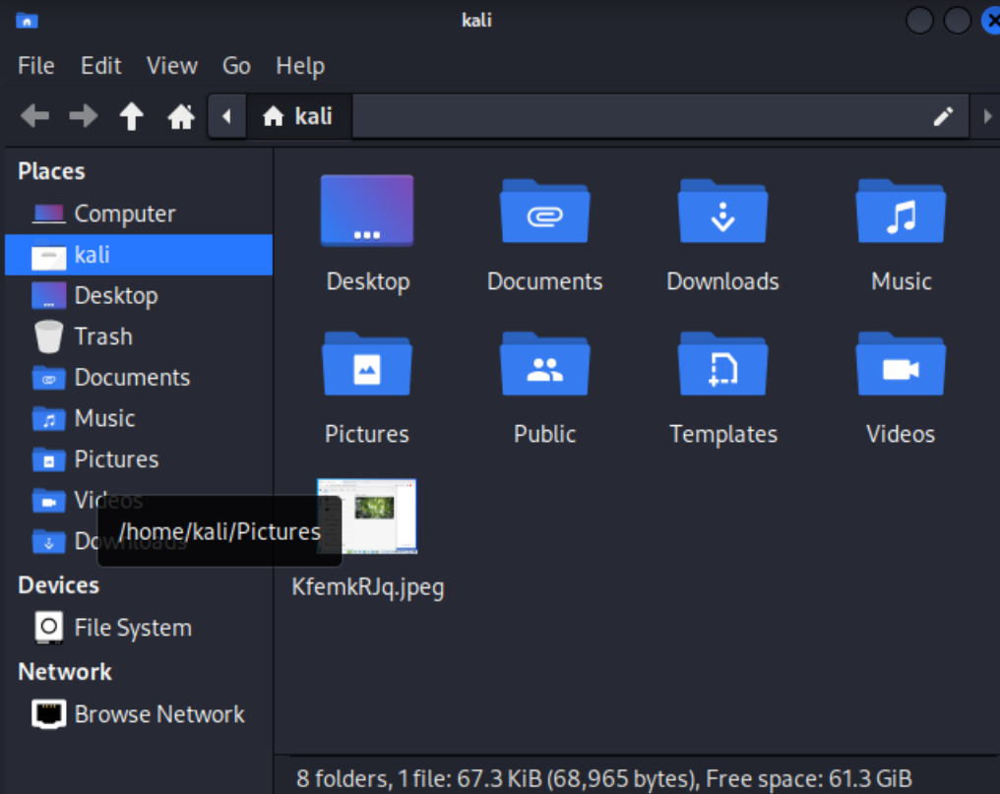 kali
File Edit View Go Help
kali
Places
Computer
kali
Desktop
Trash
Documents
Music
Pictures
Videos
Downloads
Devices
File System
Network
Browse Network
Desktop Documents Downloads Music
Pictures Public Templates Videos
/home/kali/Pictures
KfemkRJq.jpeg
8 folders, 1 file: 67.3 KiB (68,965 bytes), Free space: 61.3 GiB